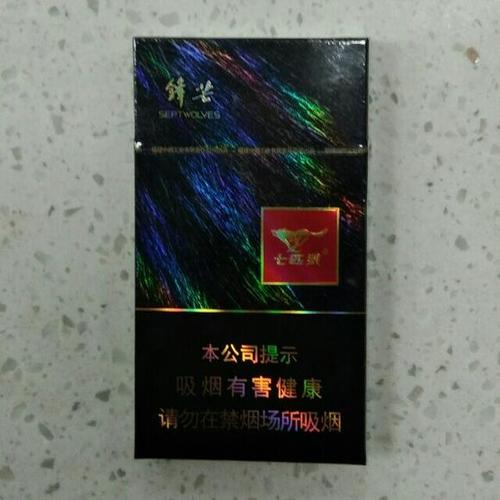 鋒芒
SEPTWOLVES
七匹狼®
本公司提示
吸烟有害健康
请勿在禁烟场所吸烟